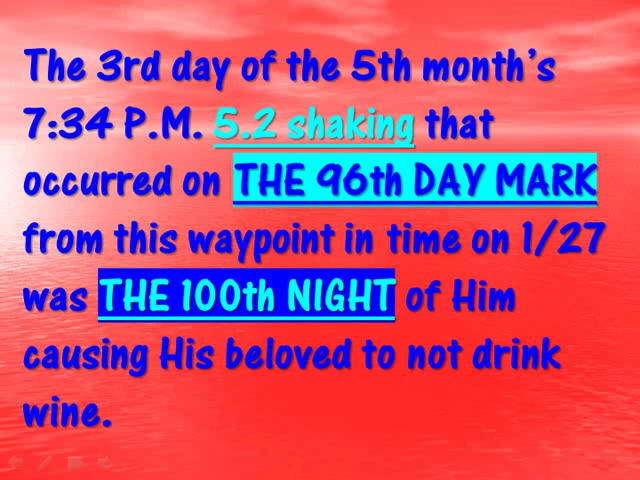 The 3rd day of the 5th month’s
7:34 P.M. 5.2 shaking that
occurred on THE 96th DAY MARK
from this waypoint in time on 1/27
was THE 100th NIGHT of Him
causing His beloved to not drink
wine.